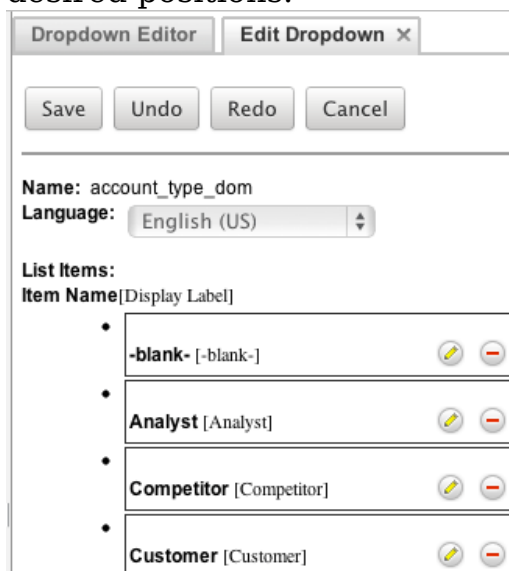 desired positions.
Dropdown Editor Edit Dropdown ×
Save Undo Redo Cancel
Name: account_type_dom
Language: English (US)
List Items:
Item Name[Display Label]
-blank- [-blank-]
Analyst [Analyst]
Competitor [Competitor]
Customer [Customer]